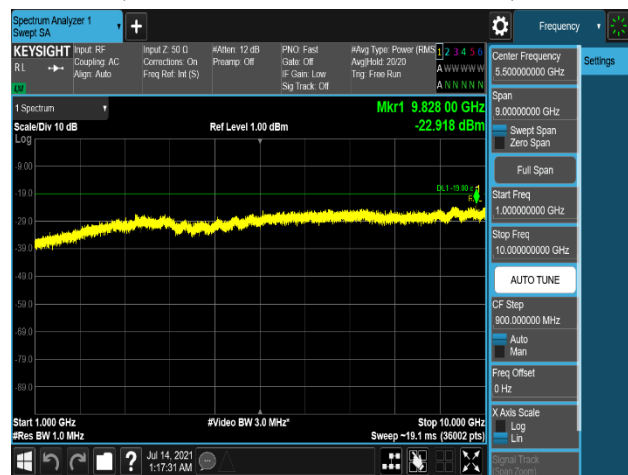 Spectrum Analyzer 1
Swept SA
Frequency
KEYSIGHT
R L
LM
Input: RF
Coupling: AC
Align: Auto
Input Z: 50 Ω
Corrections: On
Freq Ref: Int (S)
#Atten: 12 dB
Preamp: Off
PNO: Fast
Gate: Off
IF Gain: Low
Sig Track: Off
#Avg Type: Power (RMS
Avg|Hold: 20/20
Trig: Free Run
1 2 3 4 5 6
A W W W W W
A N N N N N
1 Spectrum
Scale/Div 10 dB
Ref Level 1.00 dBm
Mkr1 9.828 00 GHz
-22.918 dBm
Log
-9.00
-19.0
-29.0
-39.0
-49.0
-59.0
-69.0
-79.0
-89.0
DL1 -19.00
1
Start 1.000 GHz
#Res BW 1.0 MHz
#Video BW 3.0 MHz*
Stop 10.000 GHz
Sweep ~19.1 ms (36002 pts)
?
Jul 14, 2021
1:17:31 AM
Center Frequency
5.500000000 GHz
Settings
Span
9.00000000 GHz
Swept Span
Zero Span
Full Span
Start Freq
1.000000000 GHz
Stop Freq
10.000000000 GHz
AUTO TUNE
CF Step
900.000000 MHz
Auto
Man
Freq Offset
0 Hz
X Axis Scale
Log
Lin
Signal Track
(Span Zoom)